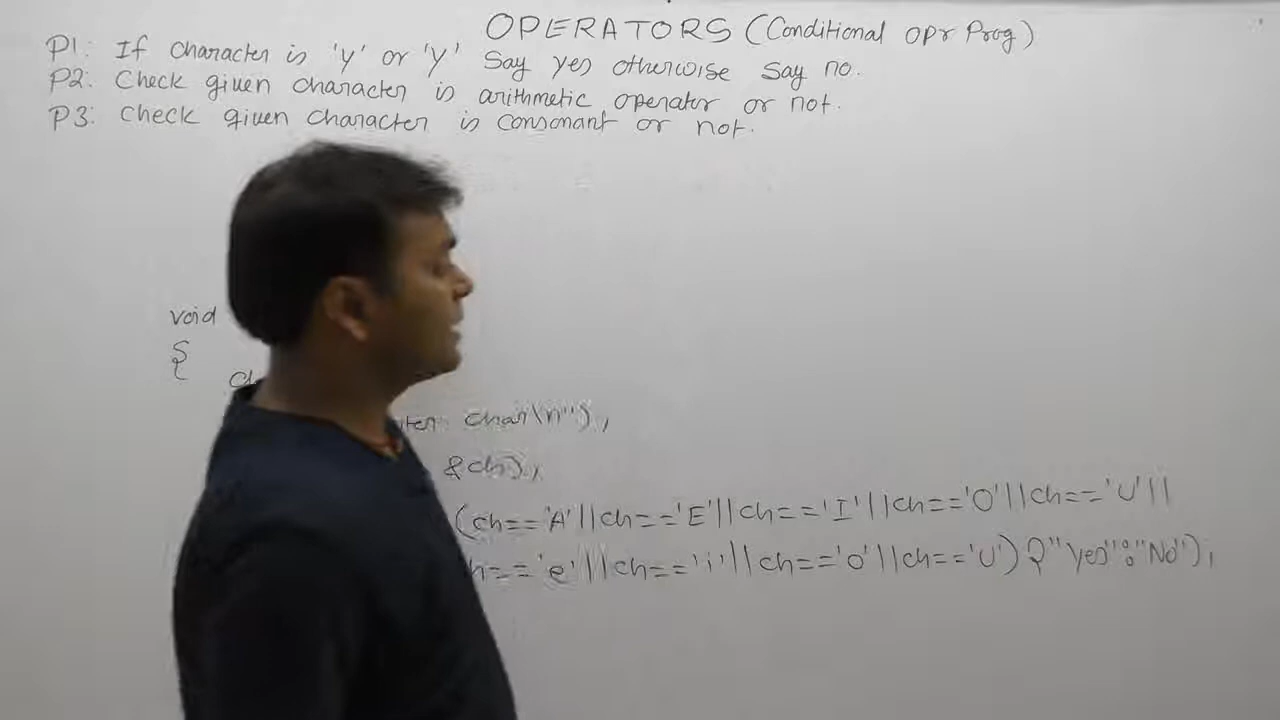 OPERATORS (Conditional opr Prog)
P1: If character is 'y' or 'y' Say yes otherwise say no.
P2: Check given character is arithmetic operator or not.
P3: Check given character is consonant or not.
void
{
char\n");
&ch);
(ch=='A'||ch=='E'||ch=='I'||ch=='O'||ch=='U'||
h=='e'||ch=='i'||ch=='o'||ch=='U')?"yes":"No");